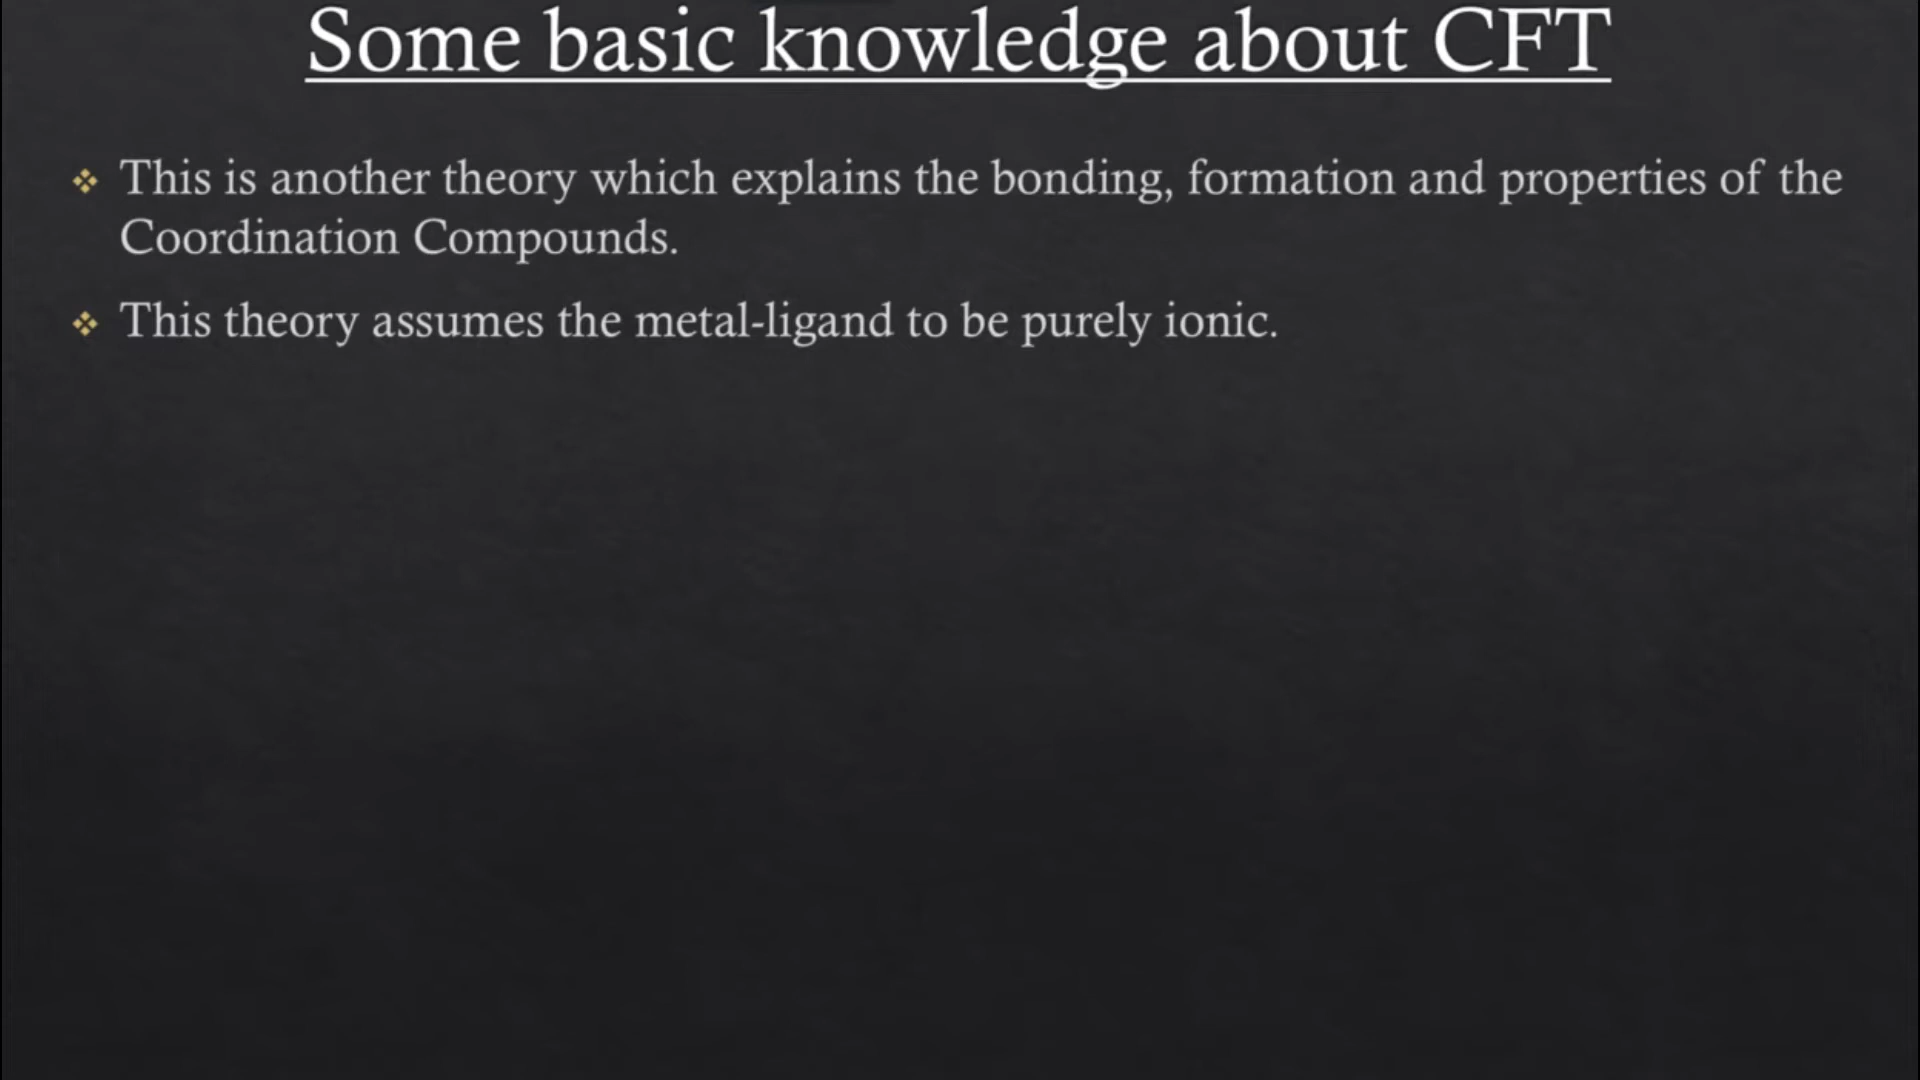 Some basic knowledge about CFT
❖ This is another theory which explains the bonding, formation and properties of the
Coordination Compounds.
❖ This theory assumes the metal-ligand to be purely ionic.